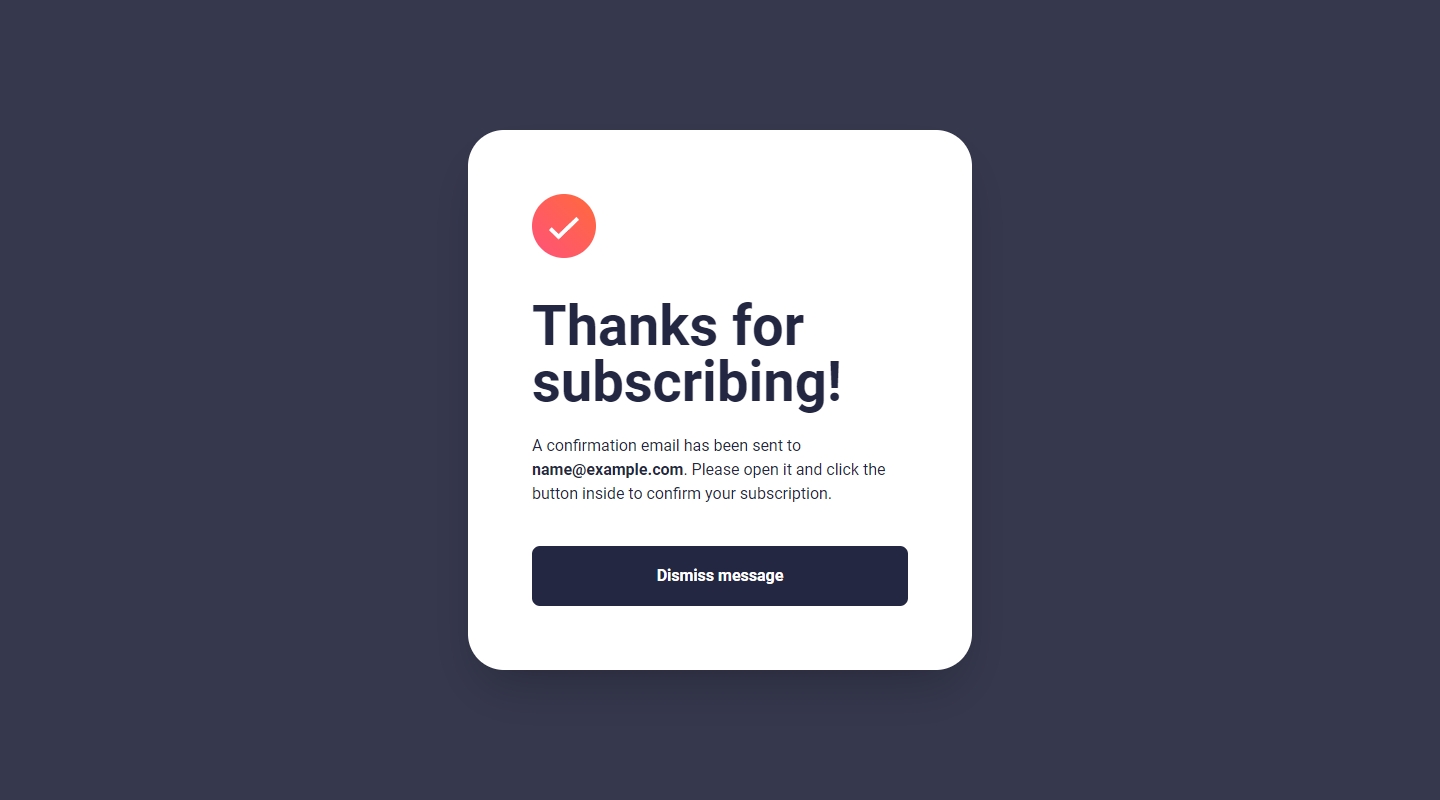 Thanks for
subscribing!
A confirmation email has been sent to
name@example.com. Please open it and click the
button inside to confirm your subscription.
Dismiss message